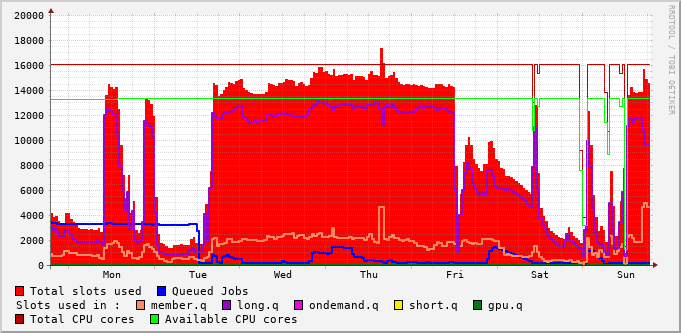 20000
18000
16000
14000
12000
10000
8000
6000
4000
2000
0
Mon Tue Wed Thu Fri Sat Sun
RRDTOOL / TOBI OETIKER
Total slots used Queued Jobs
Slots used in : member.q long.q ondemand.q short.q gpu.q
Total CPU cores Available CPU cores